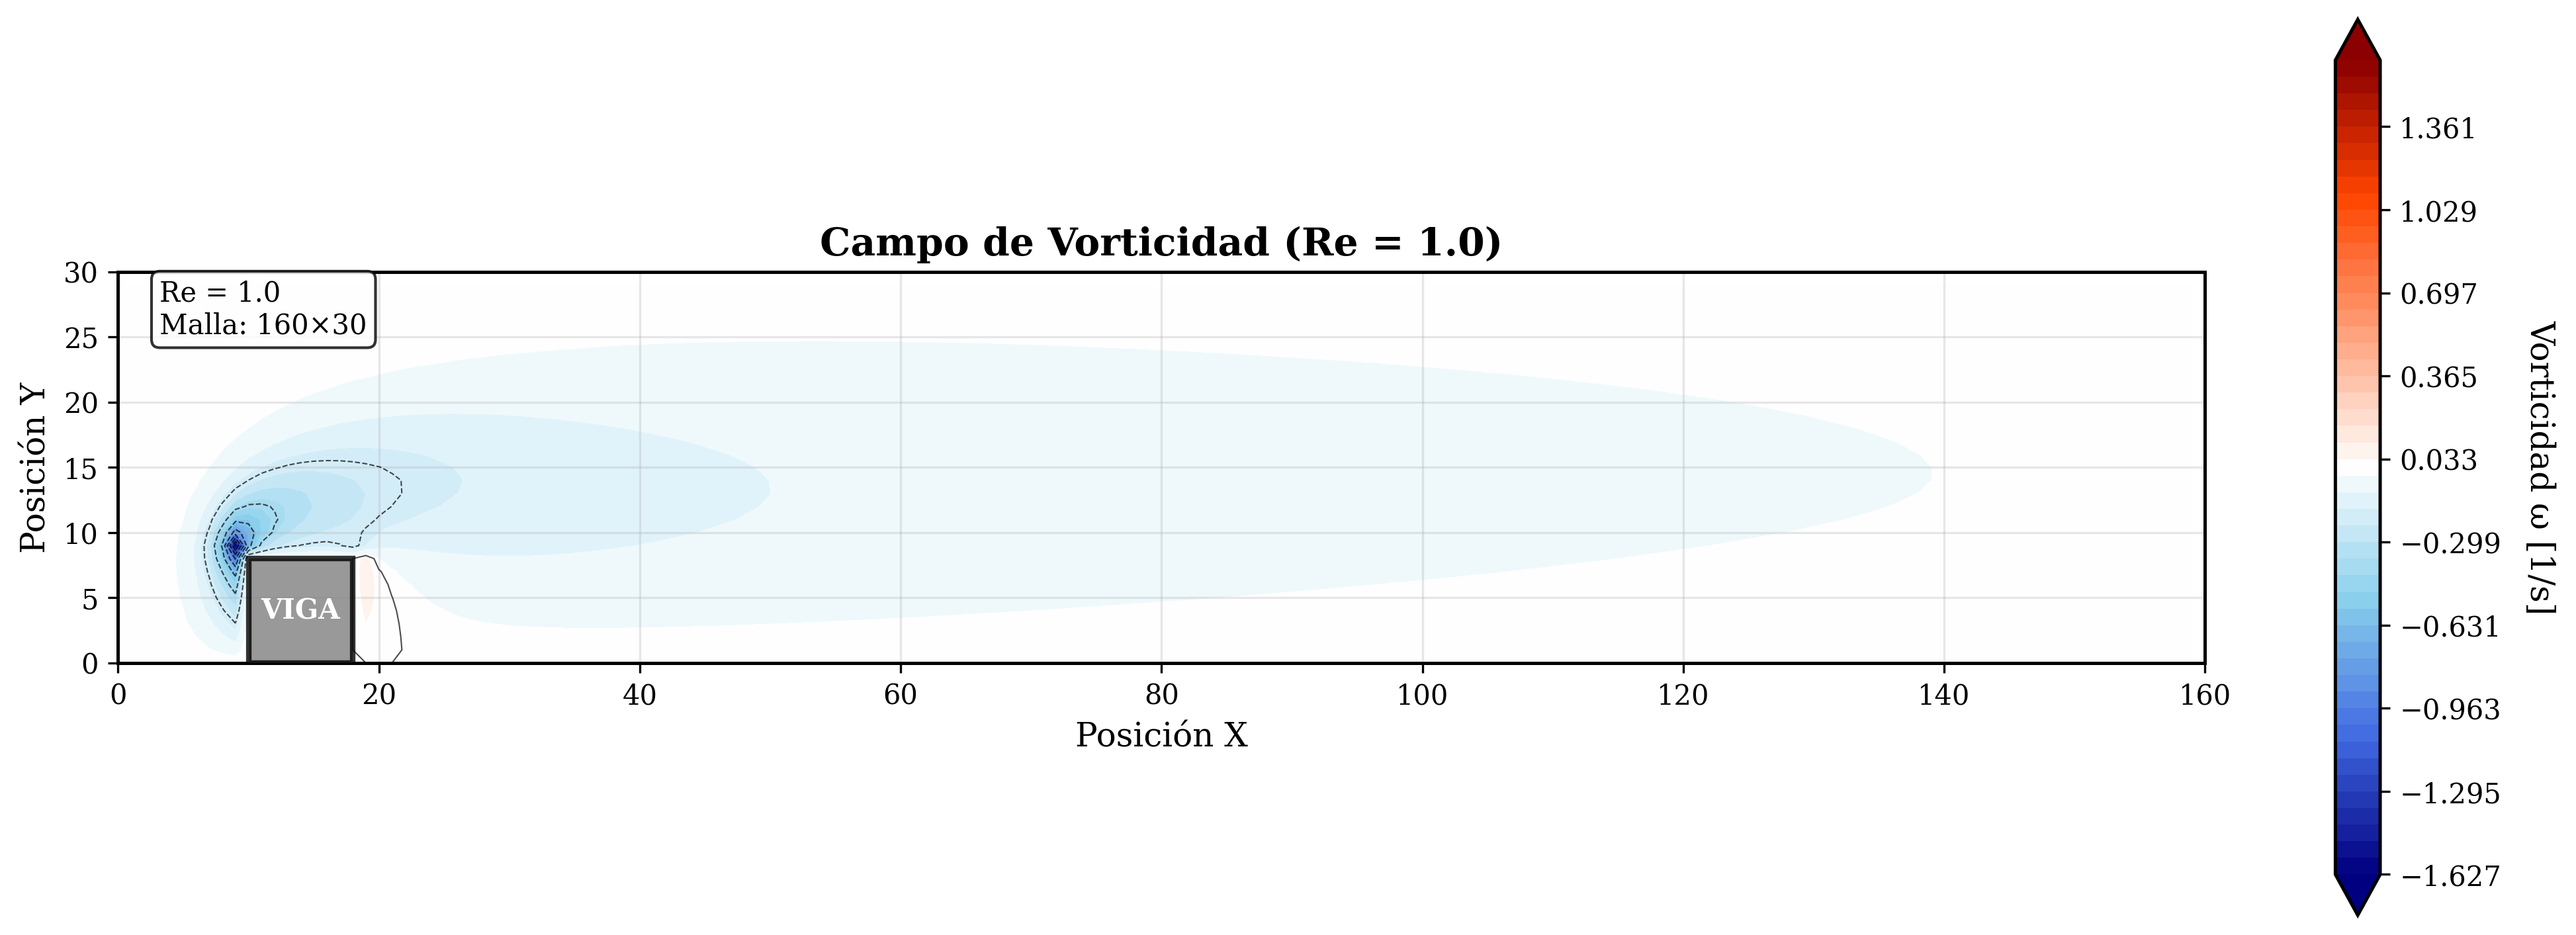 Campo de Vorticidad (Re = 1.0)
Re = 1.0
Malla: 160×30
VIGA
Posición Y
30
25
20
15
10
5
0
0 20 40 60 80 100 120 140 160
Posición X
1.361
1.029
0.697
0.365
0.033
−0.299
−0.631
−0.963
−1.295
−1.627
Vorticidad ω [1/s]